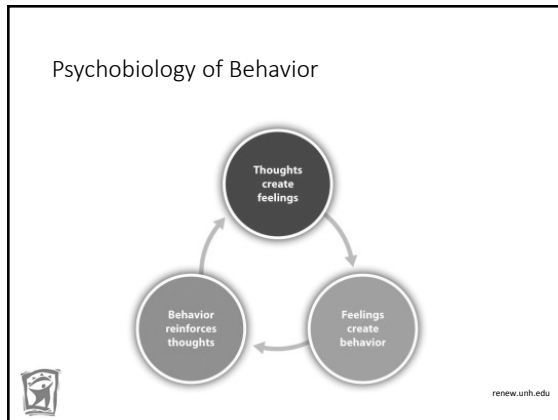 Psychobiology of Behavior
Thoughts
create
feelings
Behavior
reinforces
thoughts
Feelings
create
behavior
renew.unh.edu